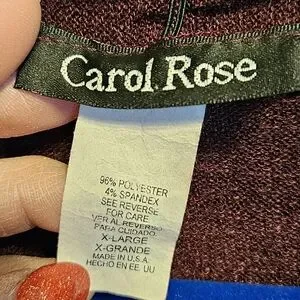 Carol Rose
96% POLYESTER
4% SPANDEX
SEE REVERSE
FOR CARE
VER AL REVERSO
PARA CUIDADO
X-LARGE
X-GRANDE
MADE IN U.S.A.
HECHO EN EE. UU